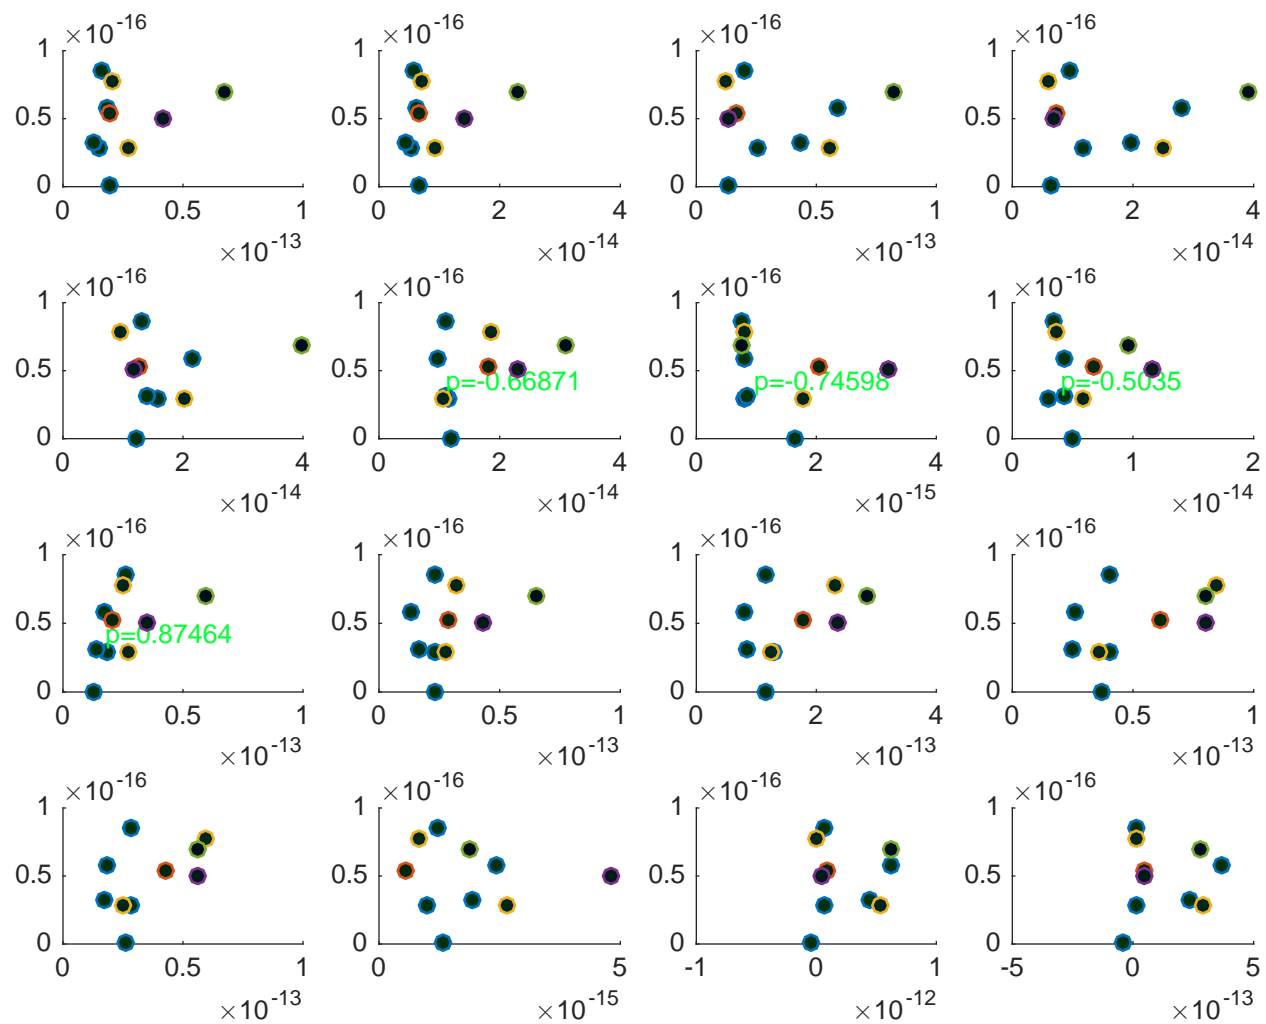 ×10-16 ×10-16 ×10-16 ×10-16
1 1 1 1
0.5 0.5 0.5 0.5
0 0 0 0
0 0.5 1 0 2 4 0 0.5 1 0 2 4
×10-13 ×10-14 ×10-13 ×10-14
×10-16 ×10-16 ×10-16 ×10-16
1 1 1 1
0.5 0.5 0.5 0.5
p=-0.66871 p=-0.74598 p=-0.5035
0 0 0 0
0 2 4 0 2 4 0 2 4 0 1 2
×10-14 ×10-14 ×10-15 ×10-14
×10-16 ×10-16 ×10-16 ×10-16
1 1 1 1
0.5 0.5 0.5 0.5
p=0.87464
0 0 0 0
0 0.5 1 0 0.5 1 0 2 4 0 0.5 1
×10-13 ×10-13 ×10-13 ×10-13
×10-16 ×10-16 ×10-16 ×10-16
1 1 1 1
0.5 0.5 0.5 0.5
0 0 0 0
0 0.5 1 0 5 -1 0 1 -5 0 5
×10-13 ×10-15 ×10-12 ×10-13